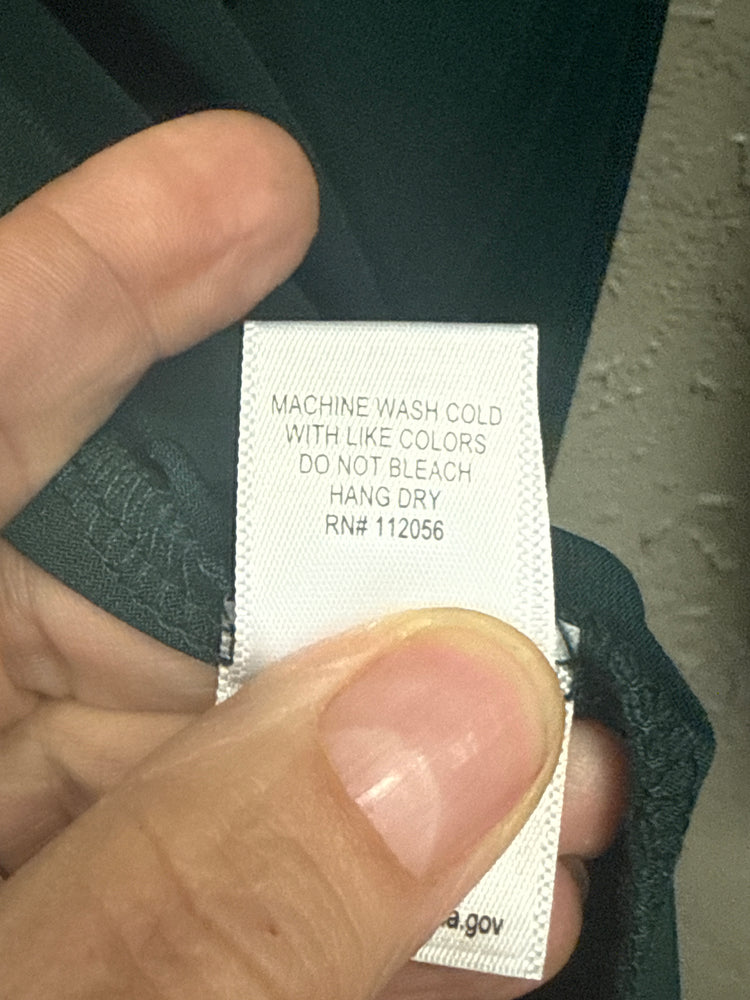 MACHINE WASH COLD
WITH LIKE COLORS
DO NOT BLEACH
HANG DRY
RN# 112056
a.gov